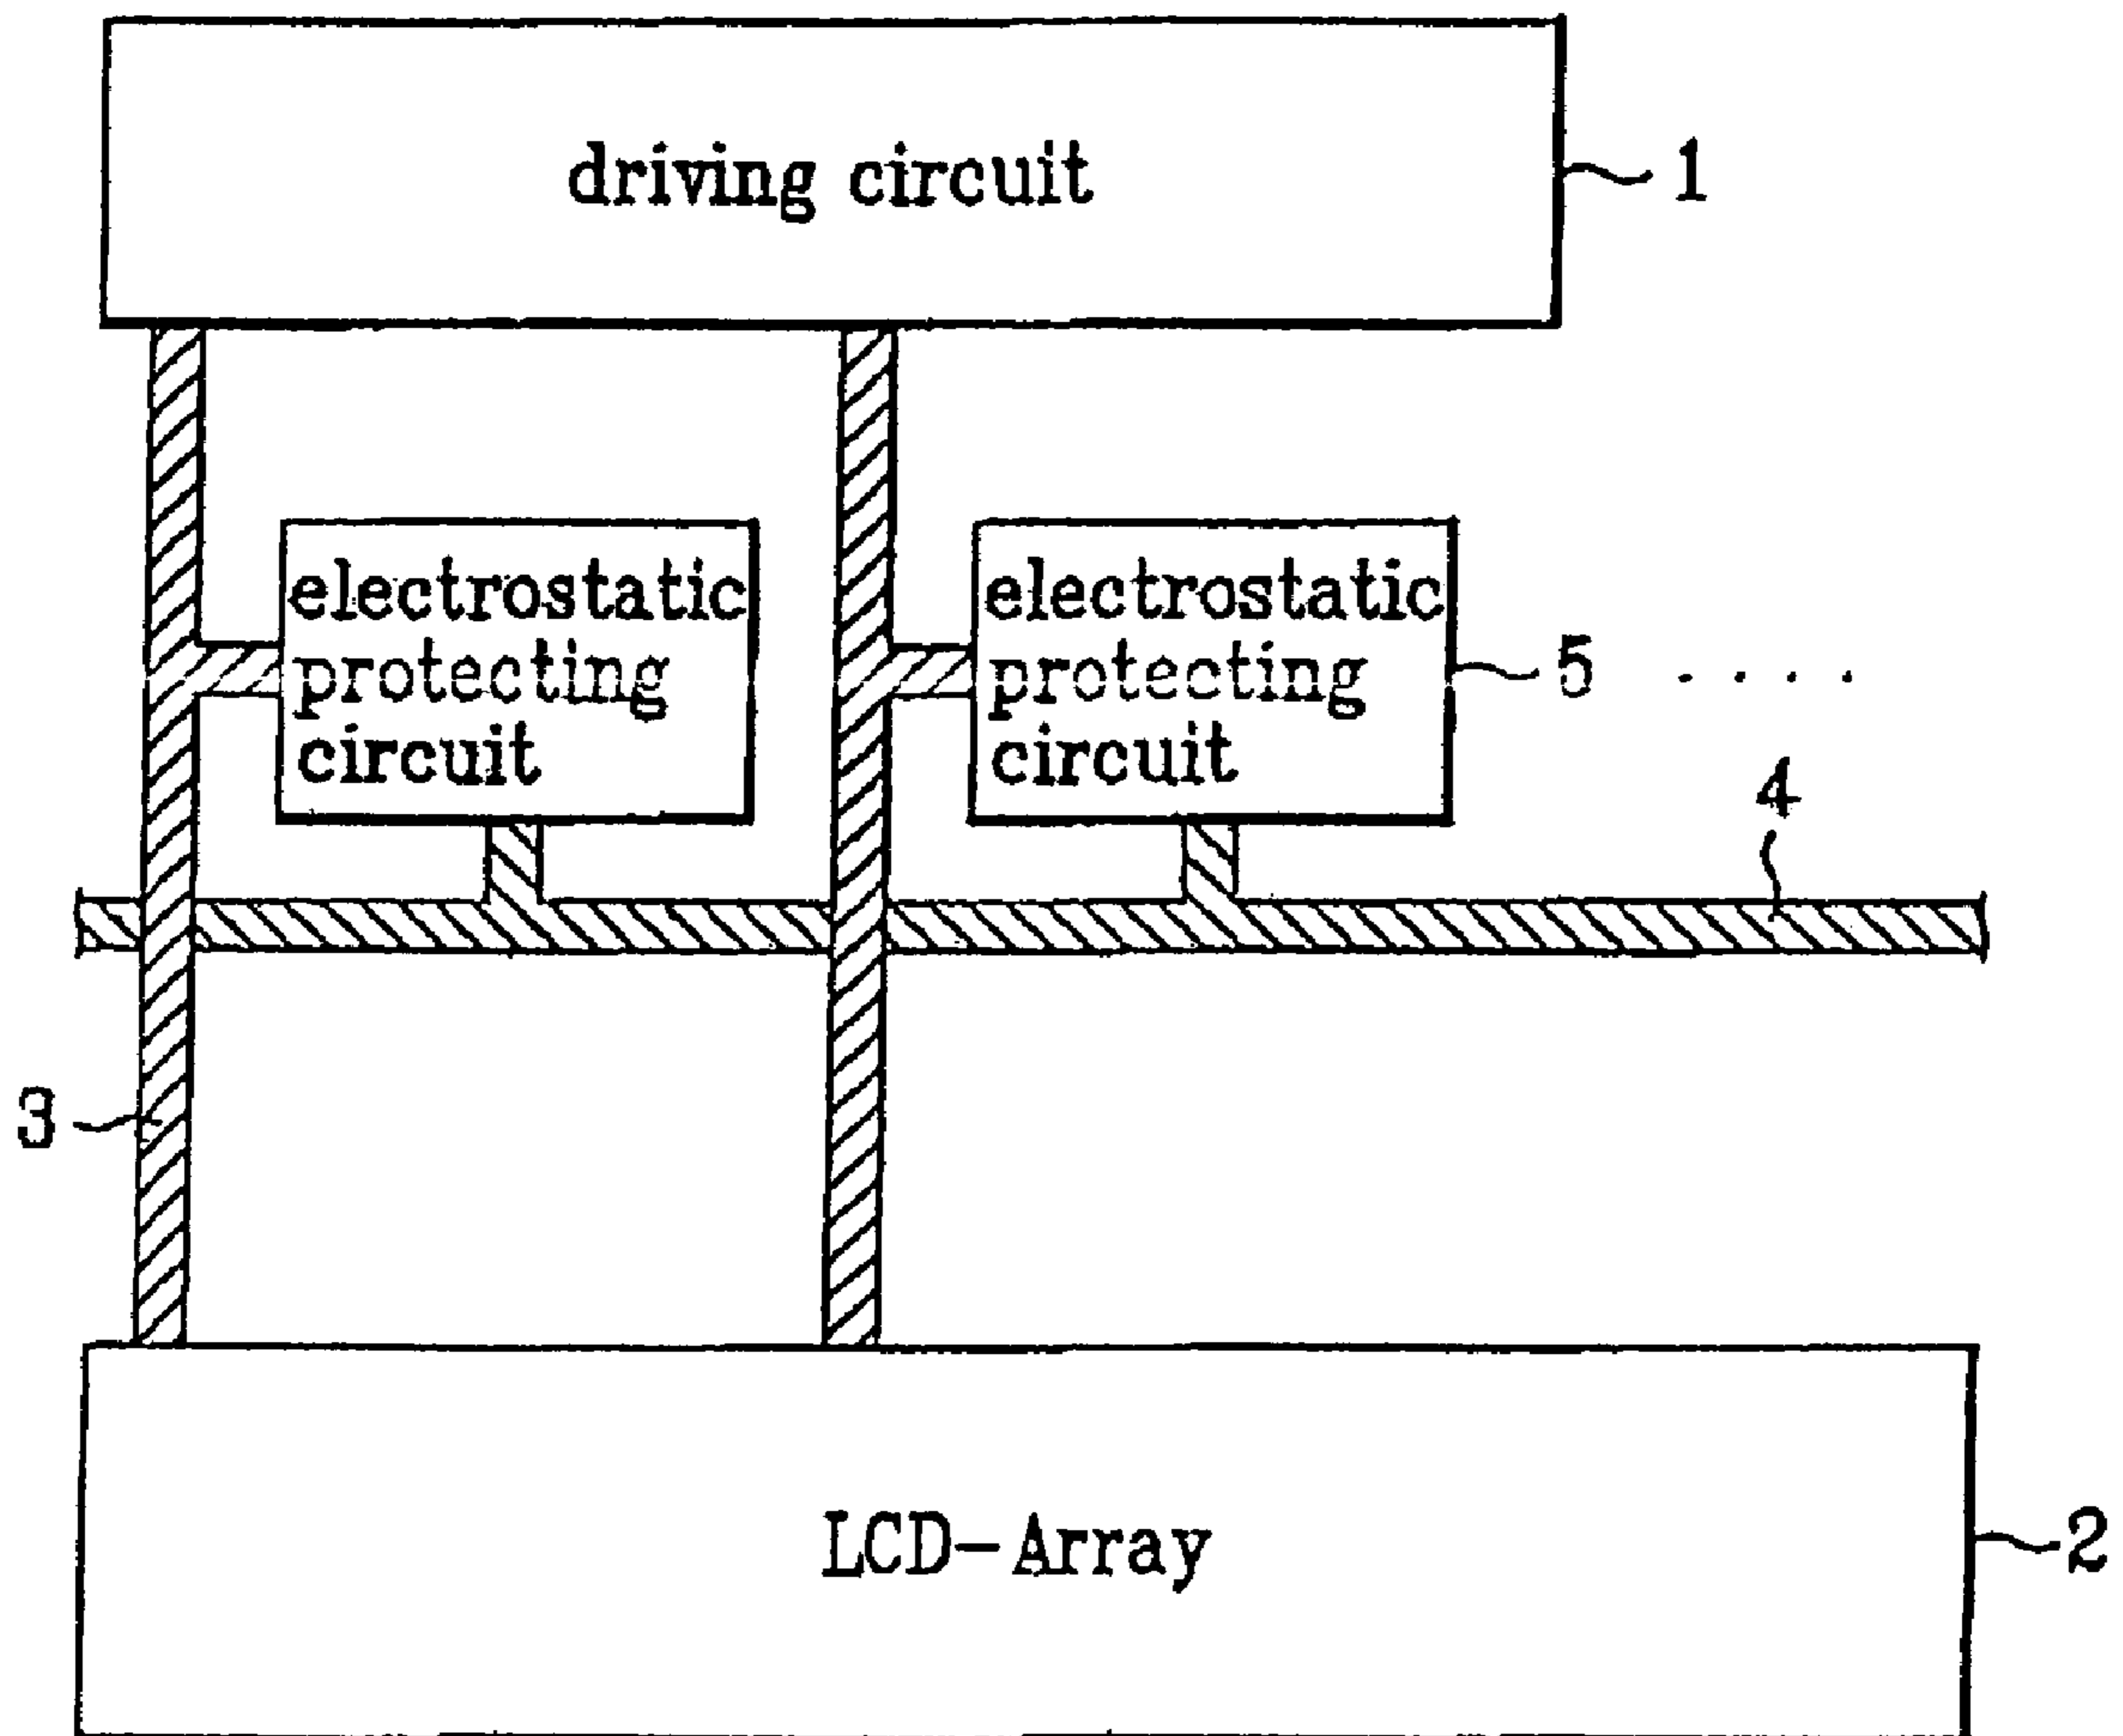 driving circuit
1
electrostatic
protecting
circuit
electrostatic
protecting
circuit
5 . . . .
4
3
LCD-Array
2